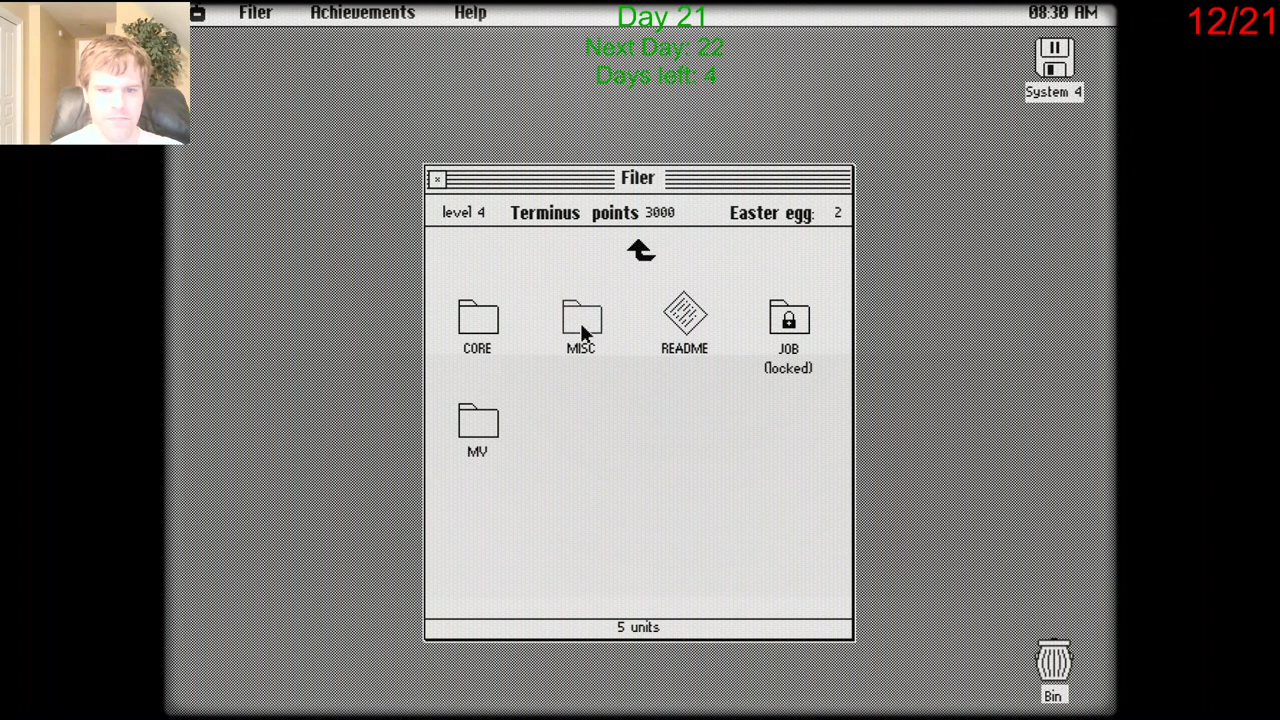 Filer Achievements Help
Day 21
Next Day: 22
Days left: 4
08:30 AM
12/21
System 4
Filer
level 4 Terminus points 3000 Easter egg: 2
CORE MISC README JOB
(locked)
MV
5 units
Bin